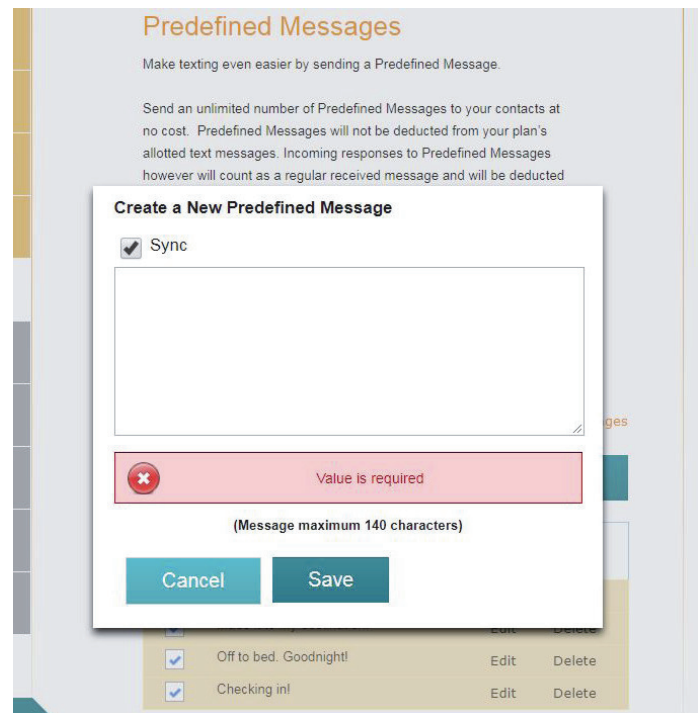 Predefined Messages
Make texting even easier by sending a Predefined Message.
Send an unlimited number of Predefined Messages to your contacts at
no cost. Predefined Messages will not be deducted from your plan's
allotted text messages. Incoming responses to Predefined Messages
however will count as a regular received message and will be deducted
Create a New Predefined Message
Sync
Value is required
(Message maximum 140 characters)
Cancel Save
Edit Delete
Off to bed. Goodnight! Edit Delete
Checking in! Edit Delete